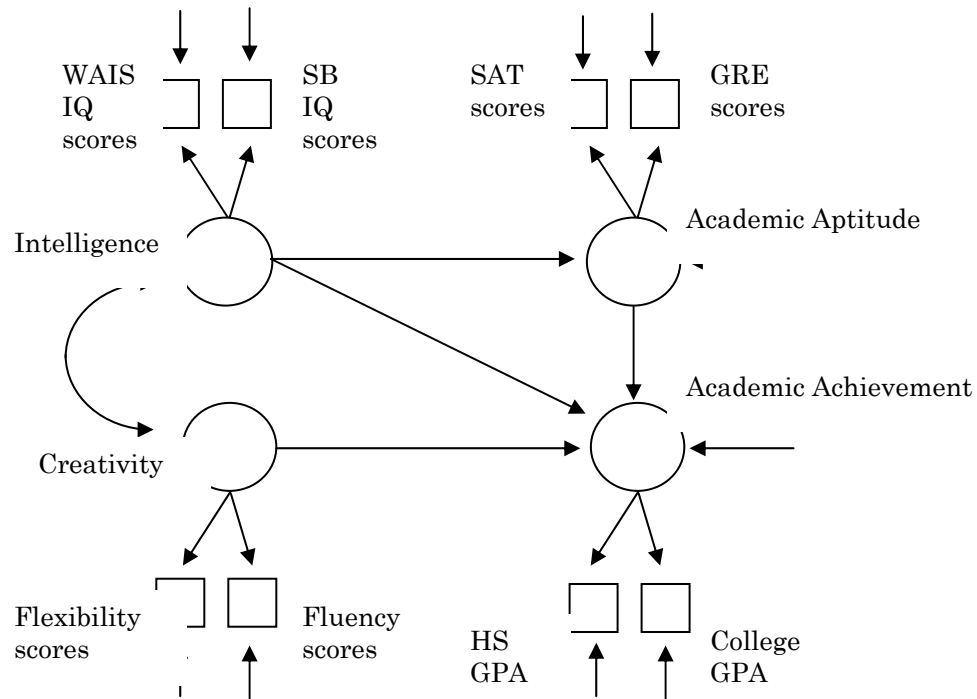 WAIS
IQ
scores
SB
IQ
scores
SAT
scores
GRE
scores
Intelligence
Academic Aptitude
Academic Achievement
Creativity
Flexibility
scores
Fluency
scores
HS
GPA
College
GPA